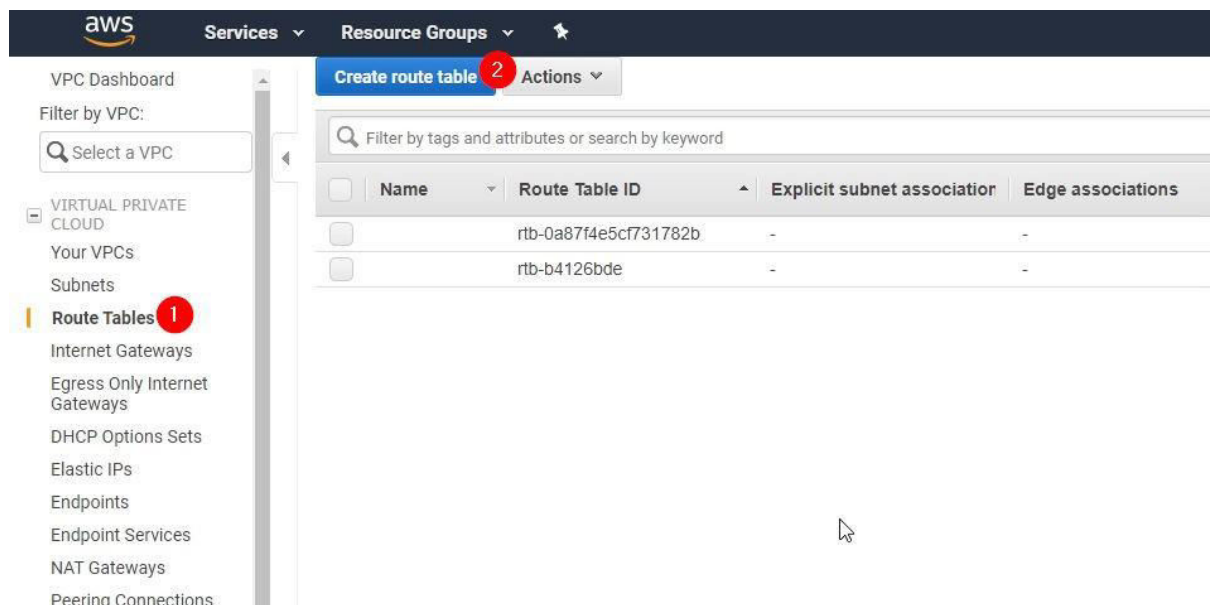 aws Services Resource Groups
VPC Dashboard
Filter by VPC:
Select a VPC
VIRTUAL PRIVATE
CLOUD
Your VPCs
Subnets
Route Tables 1
Internet Gateways
Egress Only Internet
Gateways
DHCP Options Sets
Elastic IPs
Endpoints
Endpoint Services
NAT Gateways
Peering Connections
Create route table 2 Actions
Filter by tags and attributes or search by keyword
Name Route Table ID Explicit subnet association Edge associations
rtb-0a87f4e5cf731782b - -
rtb-b4126bde - -